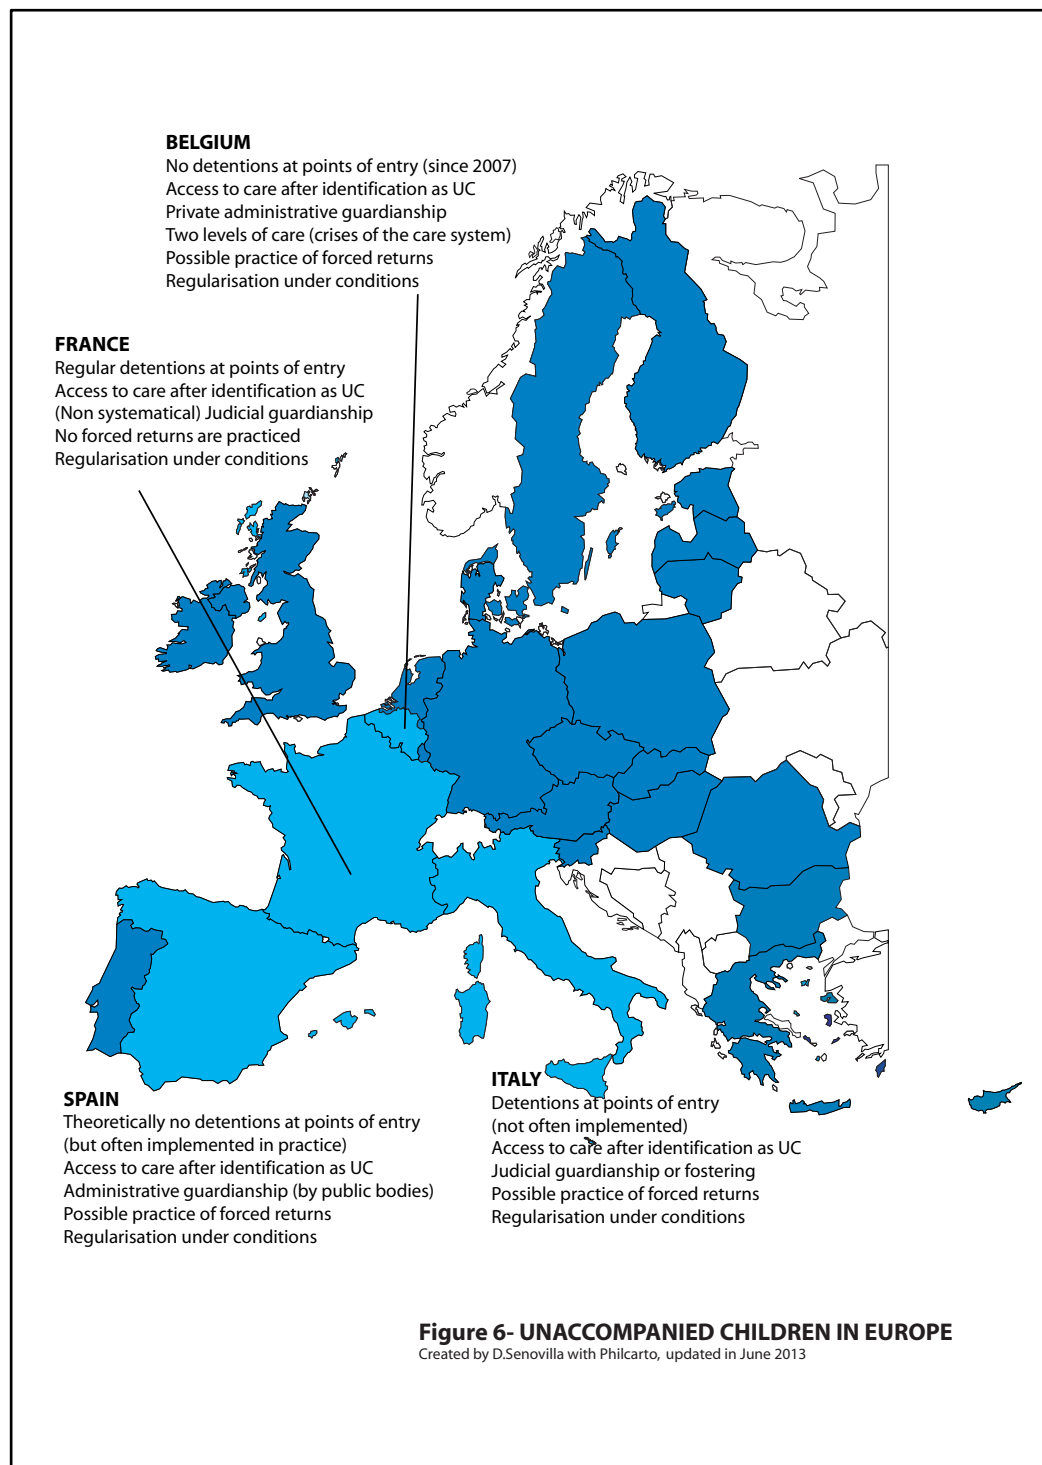 BELGIUM
No detentions at points of entry (since 2007)
Access to care after identification as UC
Private administrative guardianship
Two levels of care (crises of the care system)
Possible practice of forced returns
Regularisation under conditions
FRANCE
Regular detentions at points of entry
Access to care after identification as UC
(Non systematical) Judicial guardianship
No forced returns are practiced
Regularisation under conditions
SPAIN
Theoretically no detentions at points of entry
(but often implemented in practice)
Access to care after identification as UC
Administrative guardianship (by public bodies)
Possible practice of forced returns
Regularisation under conditions
ITALY
Detentions at points of entry
(not often implemented)
Access to care after identification as UC
Judicial guardianship or fostering
Possible practice of forced returns
Regularisation under conditions
Figure 6- UNACCOMPANIED CHILDREN IN EUROPE
Created by D.Senovilla with Philcarto, updated in June 2013